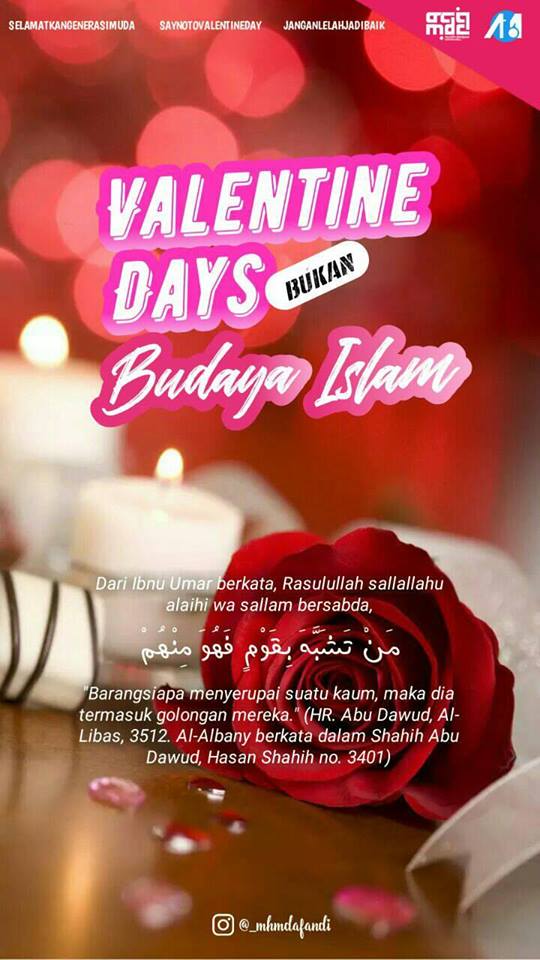 SELAMATKANGENERASIMUDA SAYNOTOVALENTINEDAY JANGANLELAHJADIBAIK
VALENTINE
DAYS BUKAN
Budaya Islam
Dari Ibnu Umar berkata, Rasulullah sallallahu
alaihi wa sallam bersabda,
مَنْ تَشَبَّهَ بِقَوْمٍ فَهُوَ مِنْهُمْ
"Barangsiapa menyerupai suatu kaum, maka dia
termasuk golongan mereka." (HR. Abu Dawud, Al-
Libas, 3512. Al-Albany berkata dalam Shahih Abu
Dawud, Hasan Shahih no. 3401)
@_mhmdafandi